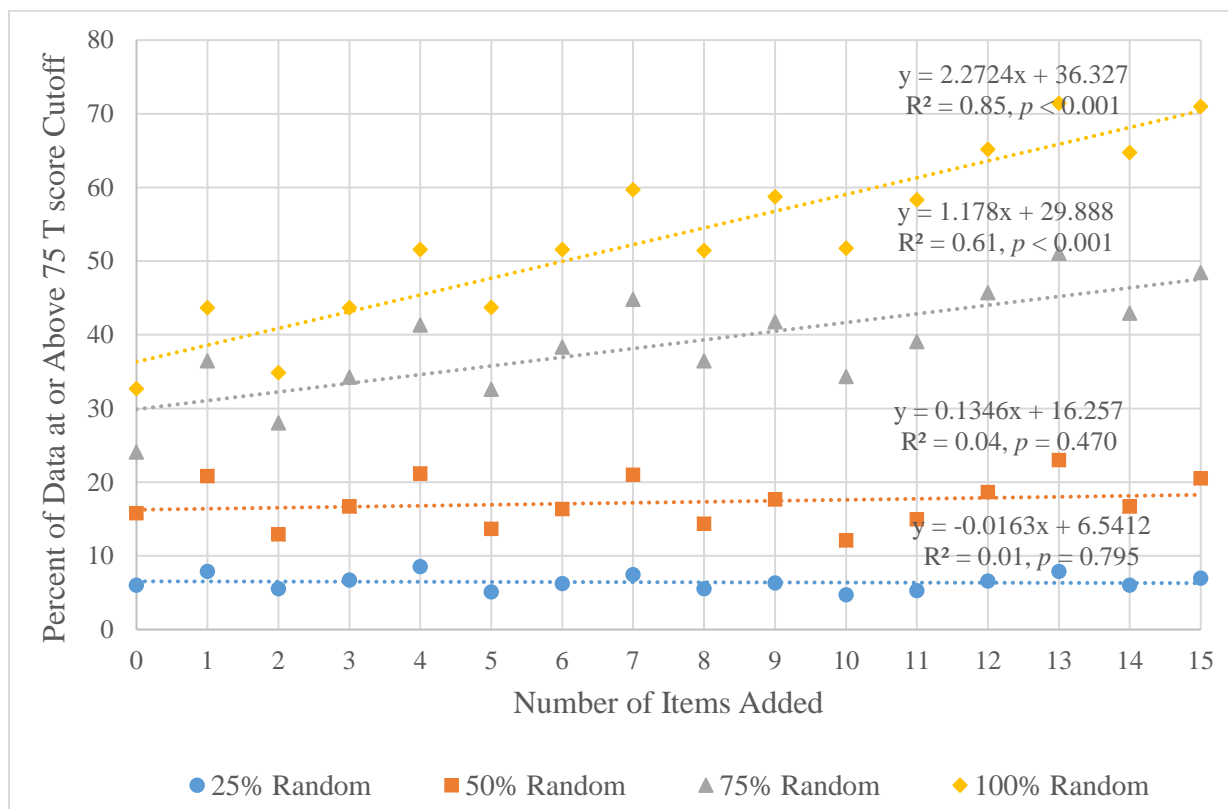 Percent of Data at or Above 75 T score Cutoff
80
70
60
50
40
30
20
10
0
y = 2.2724x + 36.327
R² = 0.85, p < 0.001
y = 1.178x + 29.888
R² = 0.61, p < 0.001
y = 0.1346x + 16.257
R² = 0.04, p = 0.470
y = -0.0163x + 6.5412
R² = 0.01, p = 0.795
0 1 2 3 4 5 6 7 8 9 10 11 12 13 14 15
Number of Items Added
25% Random 50% Random 75% Random 100% Random